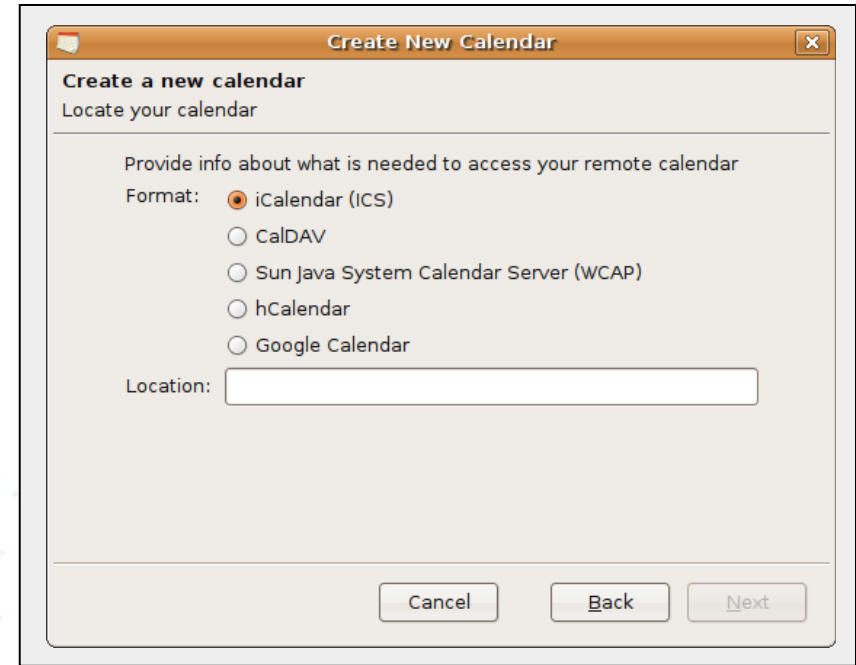 Create New Calendar
Create a new calendar
Locate your calendar
Provide info about what is needed to access your remote calendar
Format:
iCalendar (ICS)
CalDAV
Sun Java System Calendar Server (WCAP)
hCalendar
Google Calendar
Location:
Cancel
Back
Next